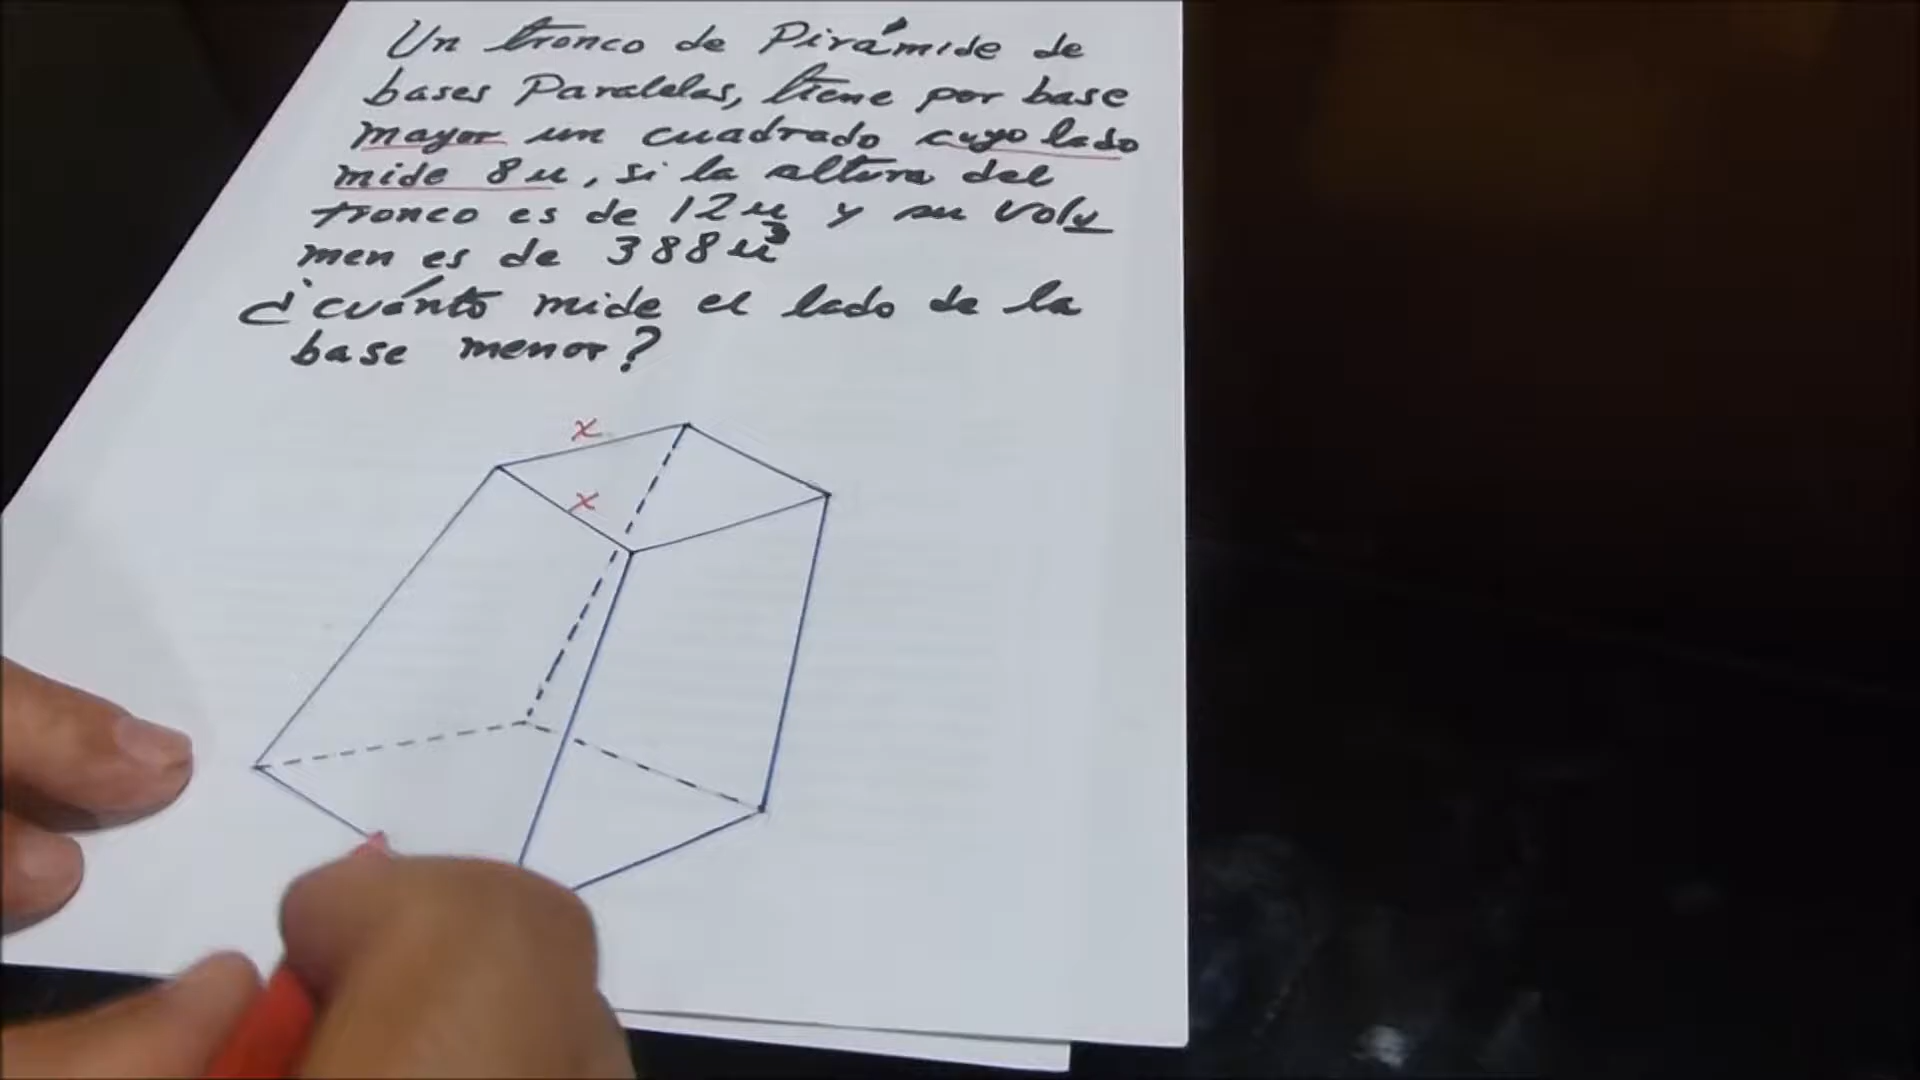 Un tronco de Pirámide de
bases Paralelas, tiene por base
mayor un cuadrado cuyo lado
mide 8u, si la altura del
tronco es de 12u y su volu
men es de 388u³
¿cuánto mide el lado de la
base menor?
x
x